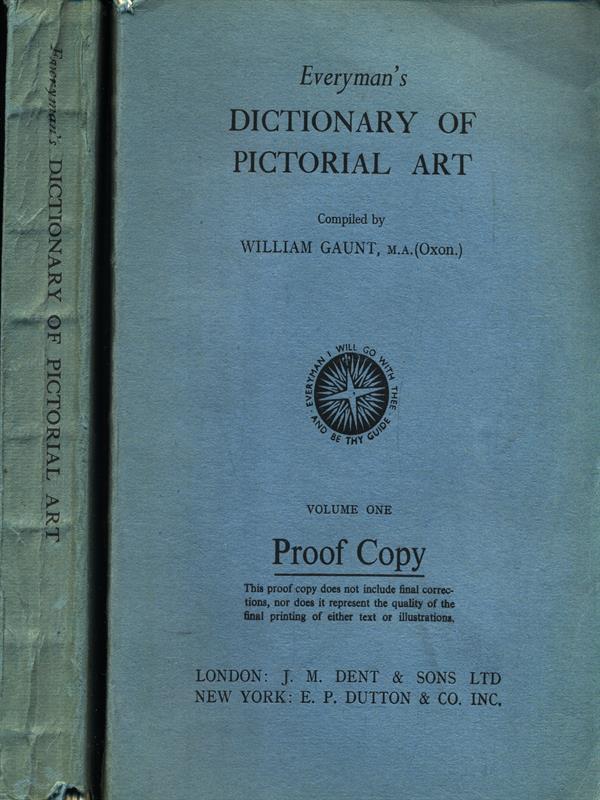 Everyman's DICTIONARY OF PICTORIAL ART
Everyman's
DICTIONARY OF
PICTORIAL ART
Compiled by
WILLIAM GAUNT, M.A.(Oxon.)
EVERYMAN I WILL GO WITH THEE
· AND BE THY GUIDE ·
VOLUME ONE
Proof Copy
This proof copy does not include final correc-
tions, nor does it represent the quality of the
final printing of either text or illustrations.
LONDON: J. M. DENT & SONS LTD
NEW YORK: E. P. DUTTON & CO. INC.